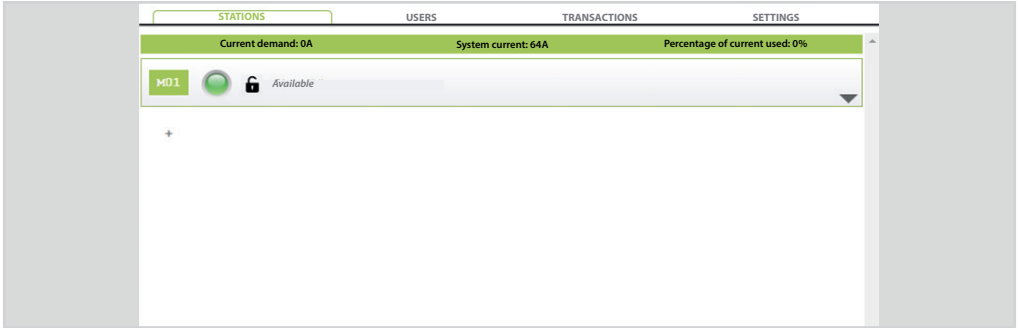 STATIONS USERS TRANSACTIONS SETTINGS
Current demand: 0A System current: 64A Percentage of current used: 0%
M01 Available
+